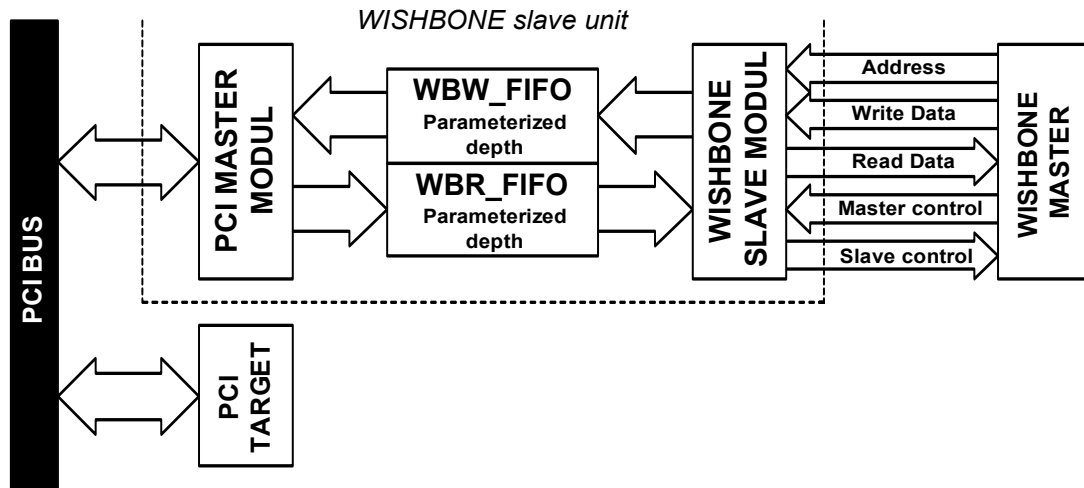 WISHBONE slave unit
PCI BUS
PCI MASTER
MODUL
WBW_FIFO
Parameterized
depth
WBR_FIFO
Parameterized
depth
WISHBONE
SLAVE MODUL
Address
Write Data
Read Data
Master control
Slave control
WISHBONE
MASTER
PCI
TARGET